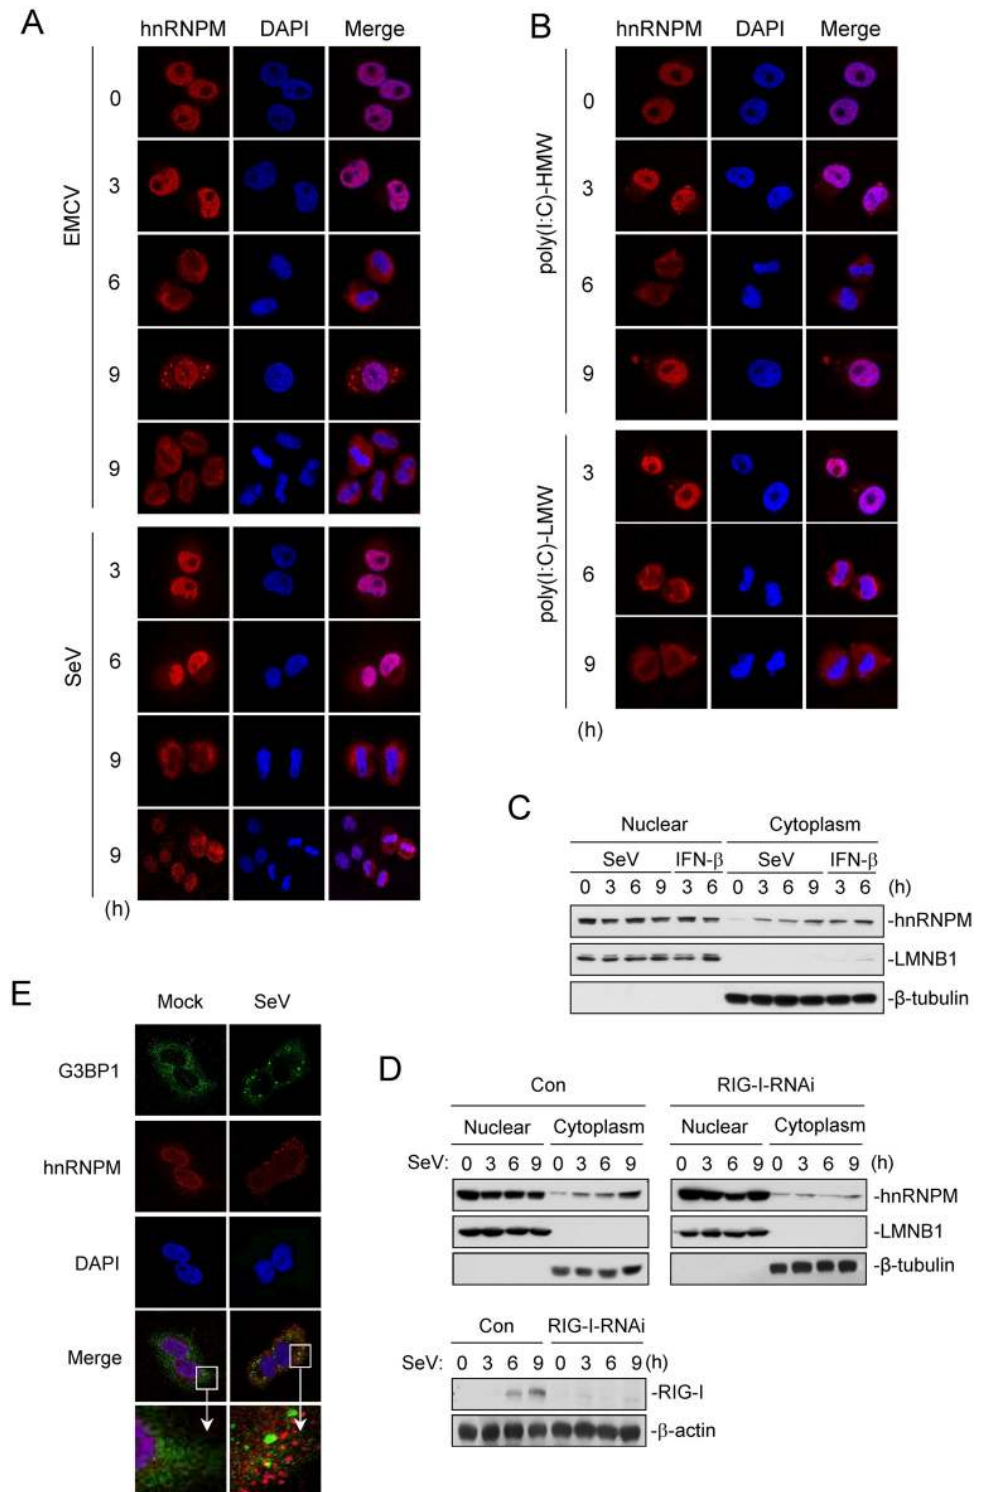 A
hnRNPM DAPI Merge
EMCV
0
3
6
9
9
SeV
3
6
9
9
(h)
B
hnRNPM DAPI Merge
poly(I:C)-HMW
0
3
6
9
poly(I:C)-LMW
3
6
9
(h)
C
Nuclear Cytoplasm
SeV IFN-β SeV IFN-β
0 3 6 9 3 6 0 3 6 9 3 6 (h)
-hnRNPM
-LMNB1
-β-tubulin
D
Con RIG-I-RNAi
Nuclear Cytoplasm Nuclear Cytoplasm
SeV: 0 3 6 9 0 3 6 9 0 3 6 9 0 3 6 9 (h)
-hnRNPM
-LMNB1
-β-tubulin
Con RIG-I-RNAi
SeV: 0 3 6 9 0 3 6 9 (h)
-RIG-I
-β-actin
E
Mock SeV
G3BP1
hnRNPM
DAPI
Merge